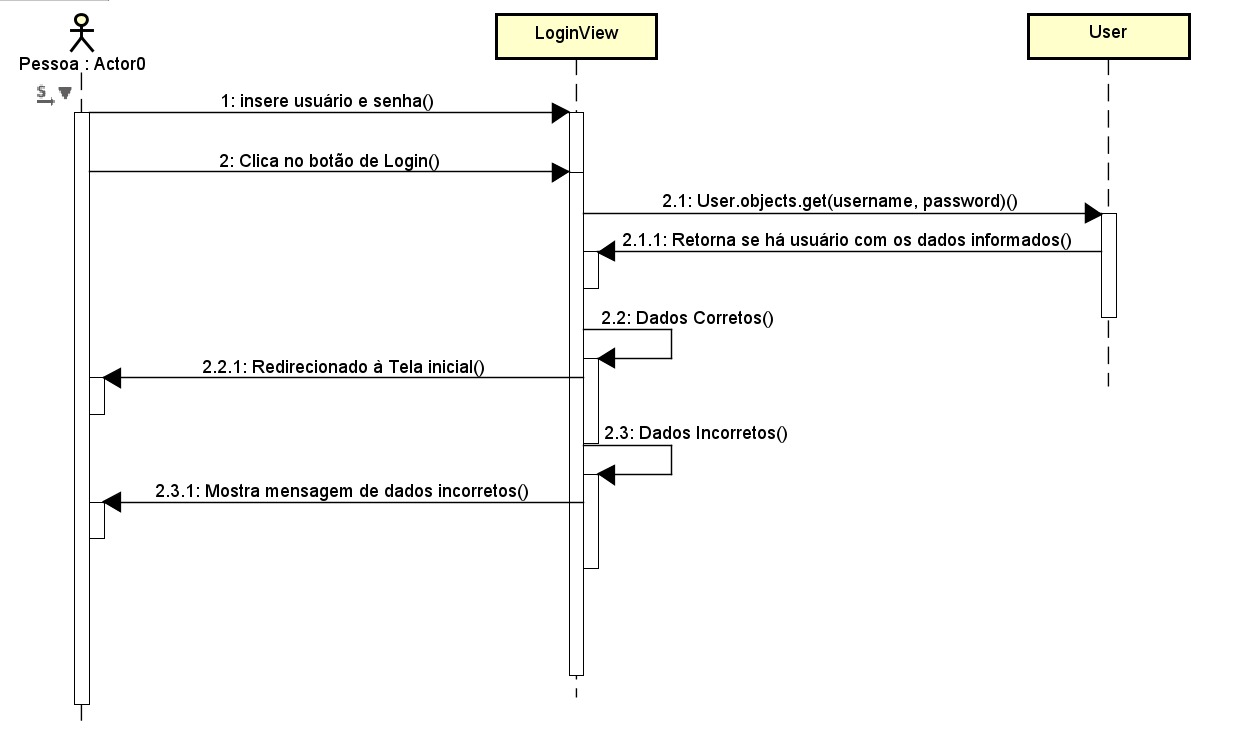 LoginView
User
Pessoa : Actor0
S
1: insere usuário e senha()
2: Clica no botão de Login()
2.1: User.objects.get(username, password)()
2.1.1: Retorna se há usuário com os dados informados()
2.2: Dados Corretos()
2.2.1: Redirecionado à Tela inicial()
2.3: Dados Incorretos()
2.3.1: Mostra mensagem de dados incorretos()